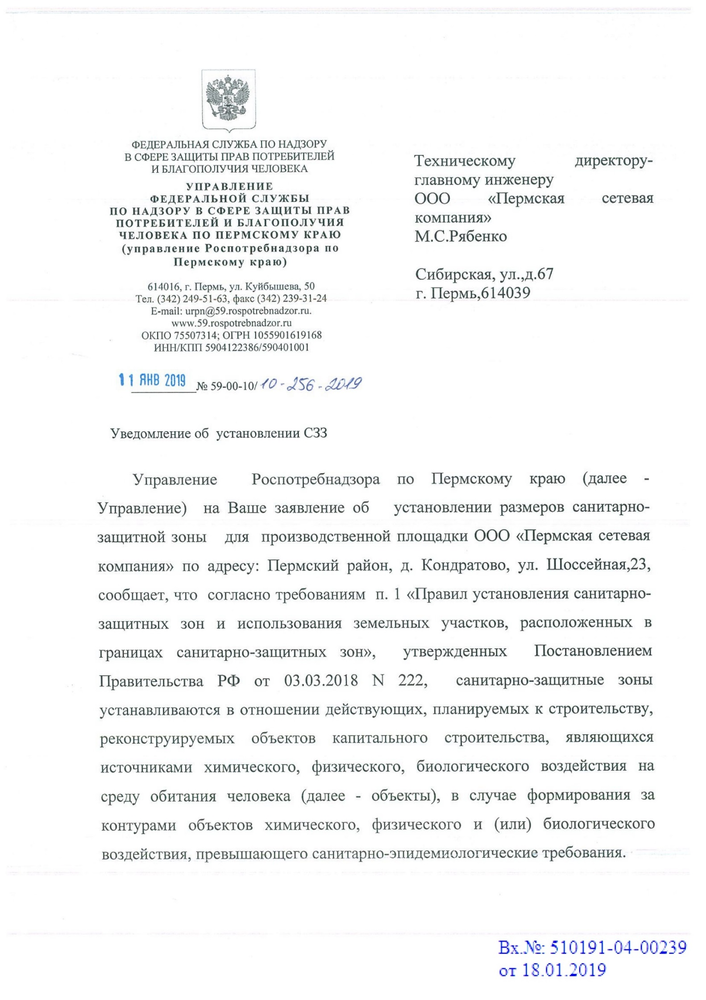 ФЕДЕРАЛЬНАЯ СЛУЖБА ПО НАДЗОРУ
В СФЕРЕ ЗАЩИТЫ ПРАВ ПОТРЕБИТЕЛЕЙ
И БЛАГОПОЛУЧИЯ ЧЕЛОВЕКА
УПРАВЛЕНИЕ
ФЕДЕРАЛЬНОЙ СЛУЖБЫ
ПО НАДЗОРУ В СФЕРЕ ЗАЩИТЫ ПРАВ
ПОТРЕБИТЕЛЕЙ И БЛАГОПОЛУЧИЯ
ЧЕЛОВЕКА ПО ПЕРМСКОМУ КРАЮ
(управление Роспотребнадзора по
Пермскому краю)
614016, г. Пермь, ул. Куйбышева, 50
Тел. (342) 249-51-63, факс (342) 239-31-24
E-mail: urpn@59.rospotrebnadzor.ru.
www.59.rospotrebnadzor.ru
ОКПО 75507314; ОГРН 1055901619168
ИНН/КПП 5904122386/590401001
11 ЯНВ 2019 № 59-00-10/10-256-2019
Техническому директору-
главному инженеру
ООО «Пермская сетевая
компания»
М.С.Рябенко
Сибирская, ул.,д.67
г. Пермь,614039
Уведомление об установлении СЗЗ
Управление Роспотребнадзора по Пермскому краю (далее -
Управление) на Ваше заявление об установлении размеров санитарно-
защитной зоны для производственной площадки ООО «Пермская сетевая
компания» по адресу: Пермский район, д. Кондратово, ул. Шоссейная,23,
сообщает, что согласно требованиям п. 1 «Правил установления санитарно-
защитных зон и использования земельных участков, расположенных в
границах санитарно-защитных зон», утвержденных Постановлением
Правительства РФ от 03.03.2018 N 222, санитарно-защитные зоны
устанавливаются в отношении действующих, планируемых к строительству,
реконструируемых объектов капитального строительства, являющихся
источниками химического, физического, биологического воздействия на
среду обитания человека (далее - объекты), в случае формирования за
контурами объектов химического, физического и (или) биологического
воздействия, превышающего санитарно-эпидемиологические требования.
Вх.№: 510191-04-00239
от 18.01.2019